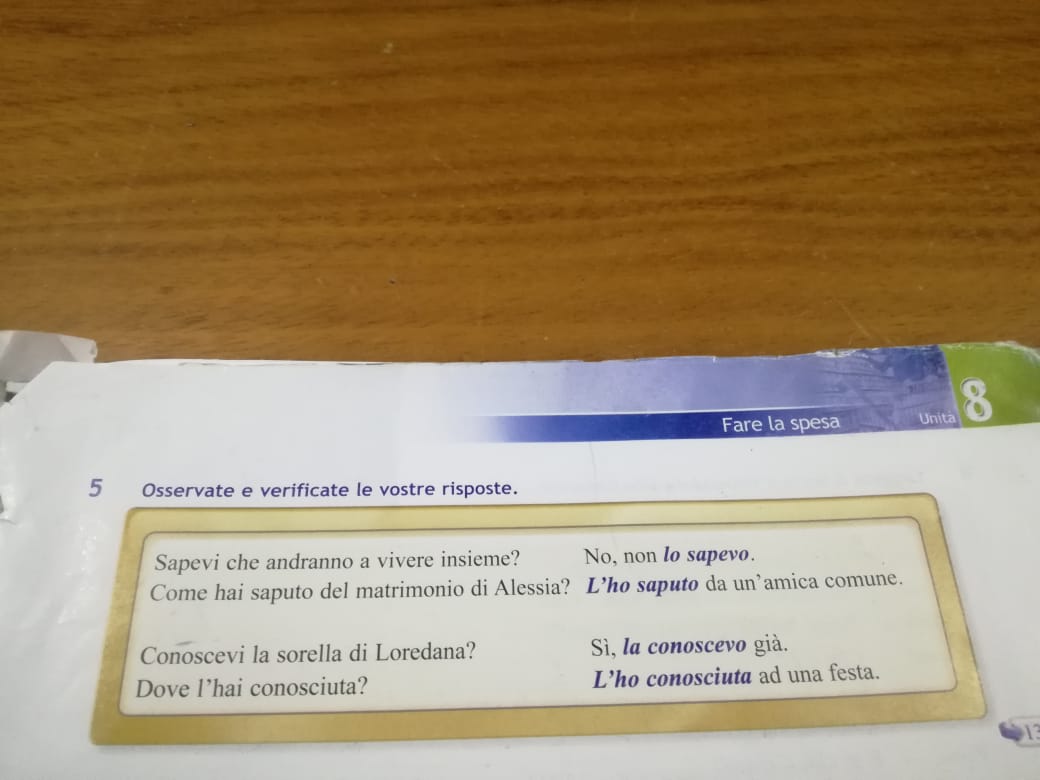 Fare la spesa Unità 8
5 Osservate e verificate le vostre risposte.
Sapevi che andranno a vivere insieme? No, non lo sapevo.
Come hai saputo del matrimonio di Alessia? L'ho saputo da un'amica comune.
Conoscevi la sorella di Loredana? Sì, la conoscevo già.
Dove l'hai conosciuta? L'ho conosciuta ad una festa.